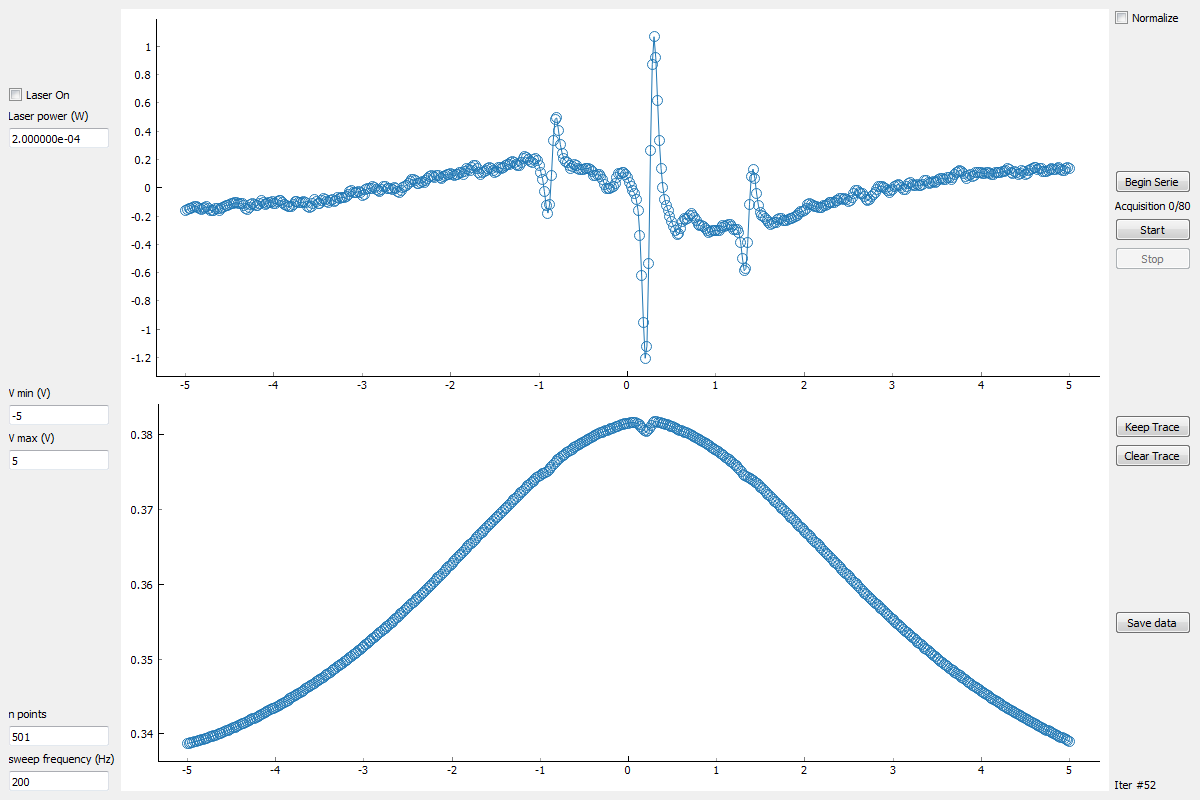 Normalize
Laser On
Laser power (W)
2.000000e-04
1
0.8
0.6
0.4
0.2
0
-0.2
-0.4
-0.6
-0.8
-1
-1.2
-5 -4 -3 -2 -1 0 1 2 3 4 5
Begin Serie
Acquisition 0/80
Start
Stop
V min (V)
-5
V max (V)
5
0.38
0.37
0.36
0.35
0.34
-5 -4 -3 -2 -1 0 1 2 3 4 5
Keep Trace
Clear Trace
Save data
n points
501
sweep frequency (Hz)
200
Iter #52